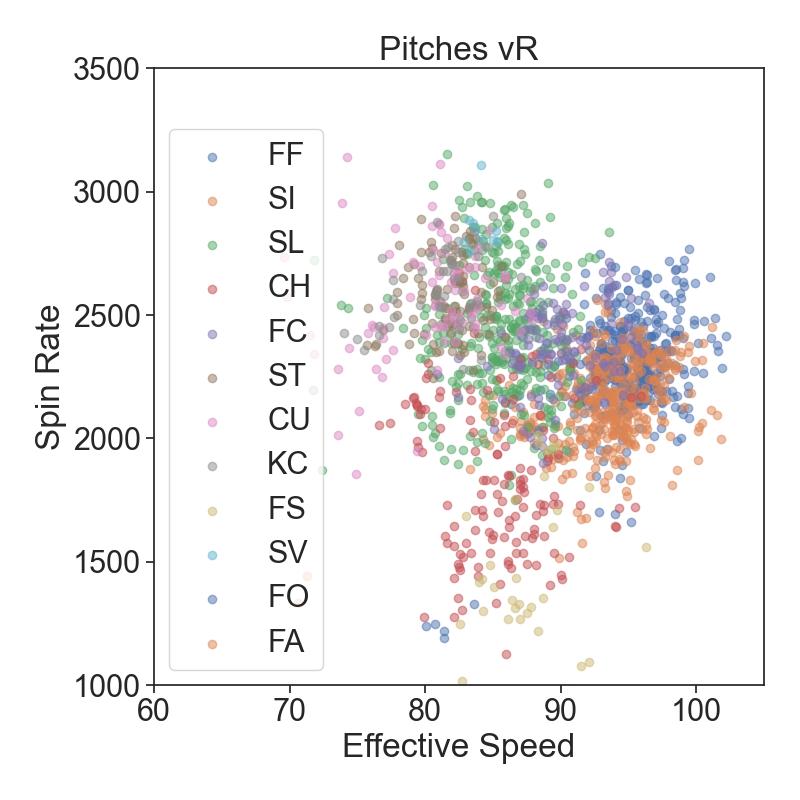 Pitches vR
3500
3000
2500
2000
1500
1000
Spin Rate
FF
SI
SL
CH
FC
ST
CU
KC
FS
SV
FO
FA
60 70 80 90 100
Effective Speed